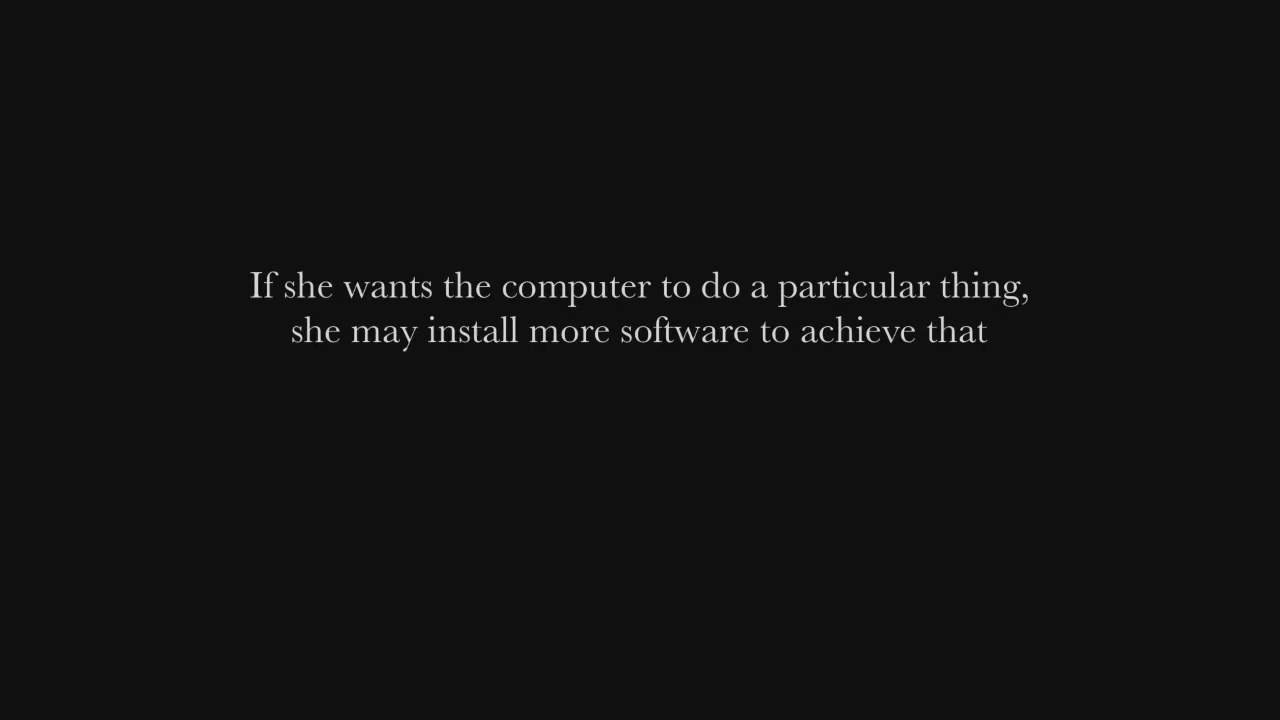 If she wants the computer to do a particular thing,
she may install more software to achieve that